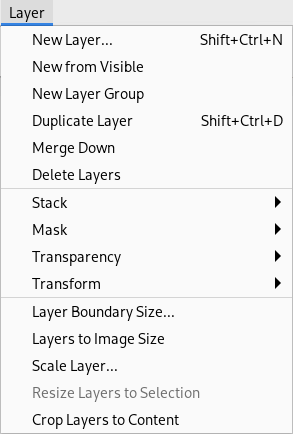 Layer
New Layer... Shift+Ctrl+N
New from Visible
New Layer Group
Duplicate Layer Shift+Ctrl+D
Merge Down
Delete Layers
Stack
Mask
Transparency
Transform
Layer Boundary Size...
Layers to Image Size
Scale Layer...
Resize Layers to Selection
Crop Layers to Content